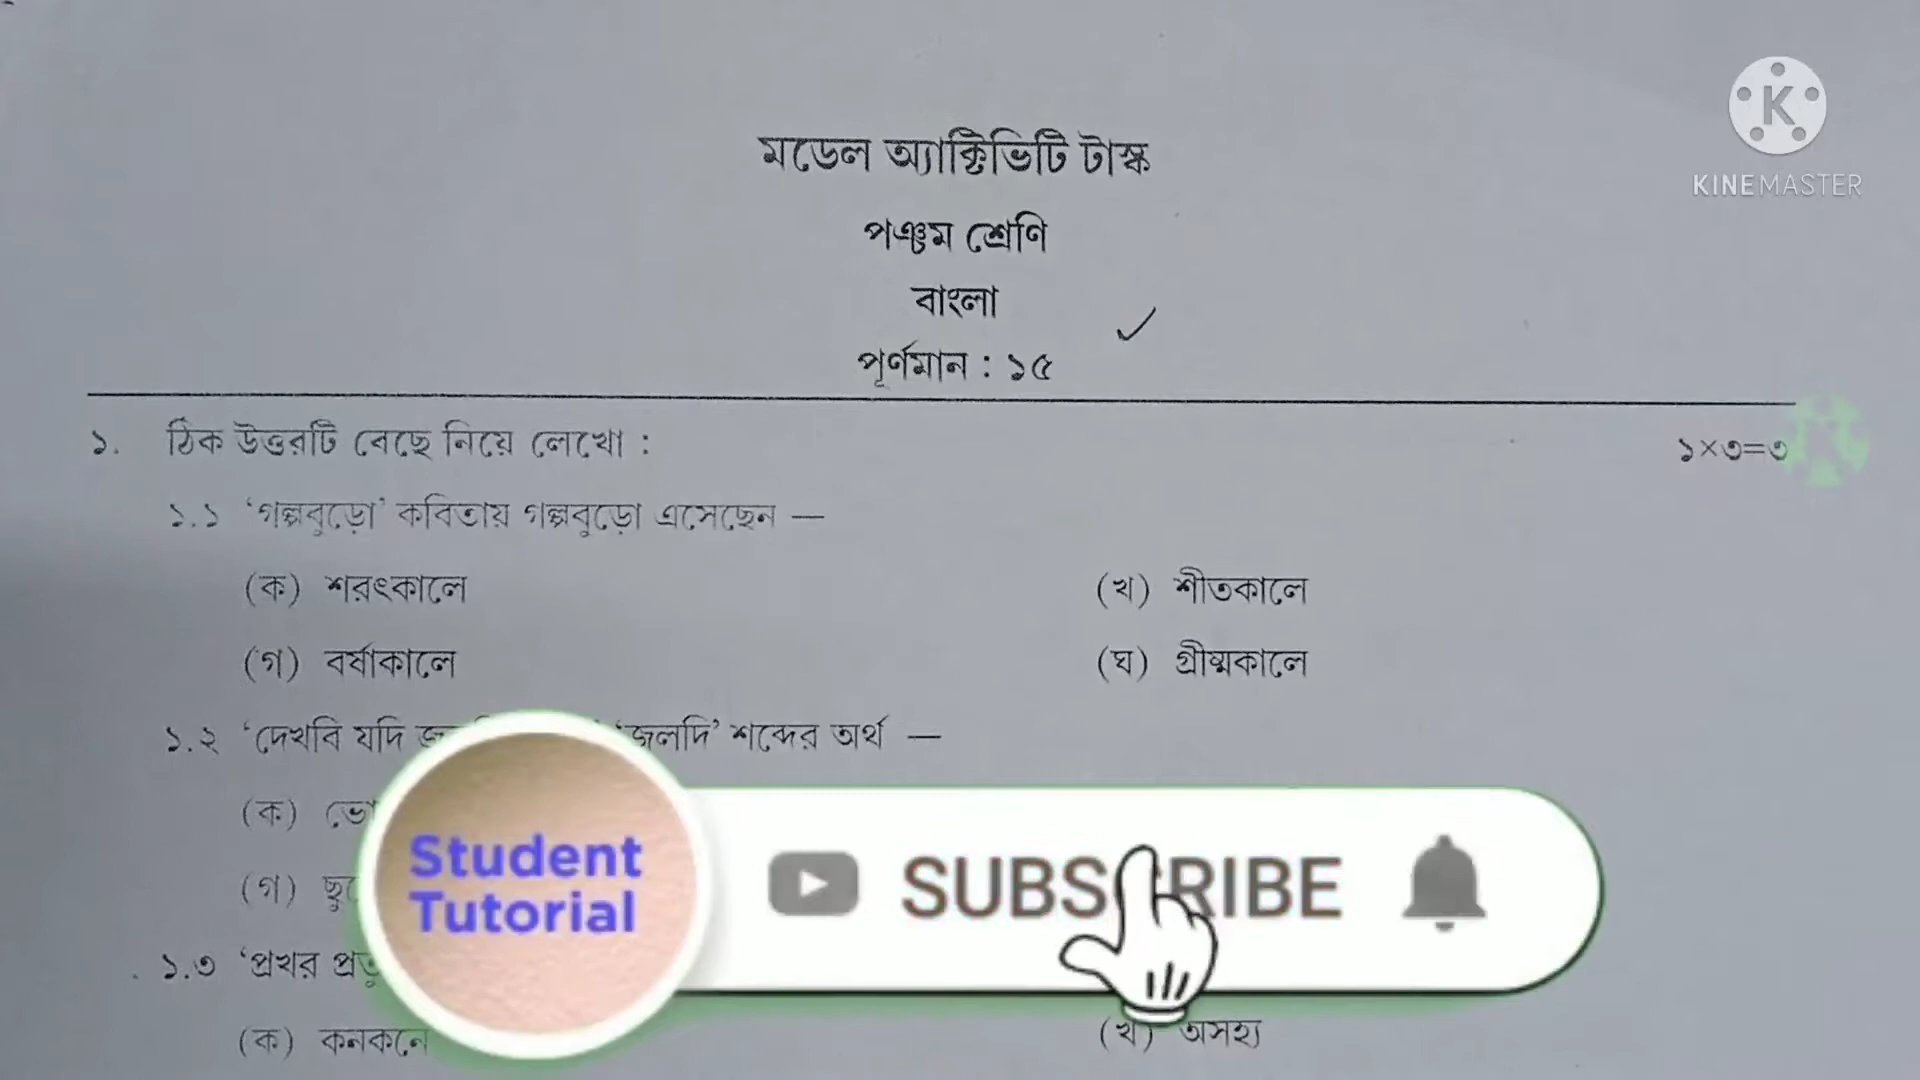 মডেল অ্যাক্টিভিটি টাস্ক
K
KINEMASTER
পঞ্চম শ্রেণি
বাংলা
পূর্ণমান : ১৫
১. ঠিক উত্তরটি বেছে নিয়ে লেখো : ১×৩=৩
১.১ ‘গল্পবুড়ো’ কবিতায় গল্পবুড়ো এসেছেন —
(ক) শরৎকালে (খ) শীতকালে
(গ) বর্ষাকালে (ঘ) গ্রীষ্মকালে
১.২ ‘দেখবি যদি ‘জলদি’ শব্দের অর্থ —
(ক)
(গ)
Student
Tutorial
SUBSCRIBE
১.৩ ‘প্রখর
(ক) কনকনে (খ) অসহ্য